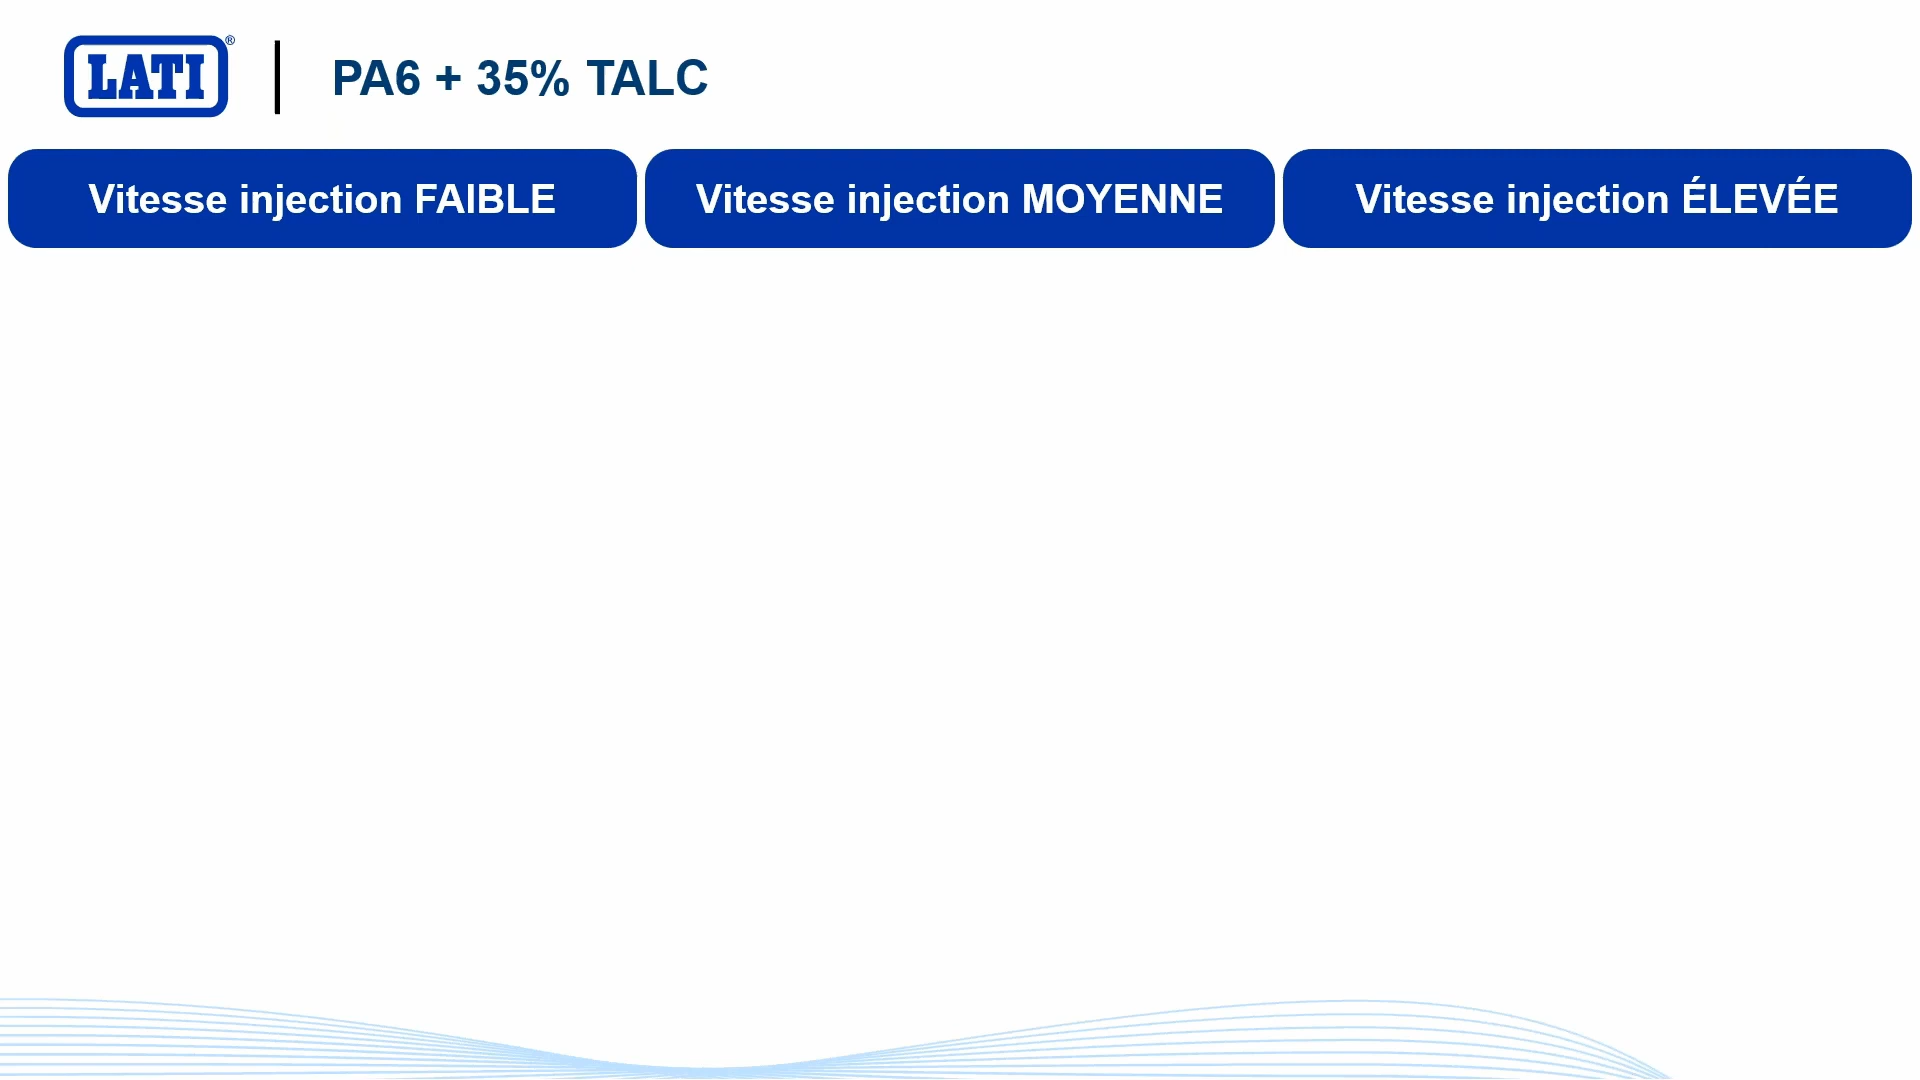 LATI®
PA6 + 35% TALC
Vitesse injection FAIBLE
Vitesse injection MOYENNE
Vitesse injection ÉLEVÉE